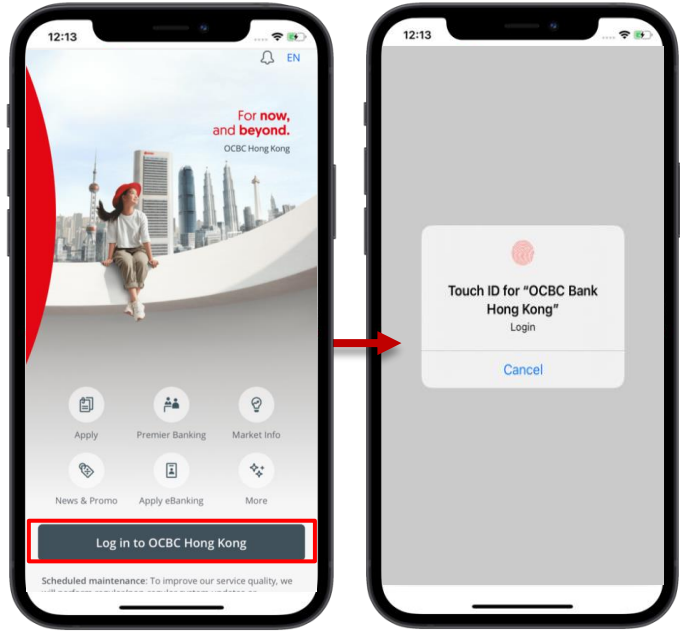 12:13
EN
For now,
and beyond.
OCBC Hong Kong
Apply
Premier Banking
Market Info
News & Promo
Apply eBanking
More
Log in to OCBC Hong Kong
Scheduled maintenance: To improve our service quality, we
12:13
Touch ID for “OCBC Bank
Hong Kong”
Login
Cancel